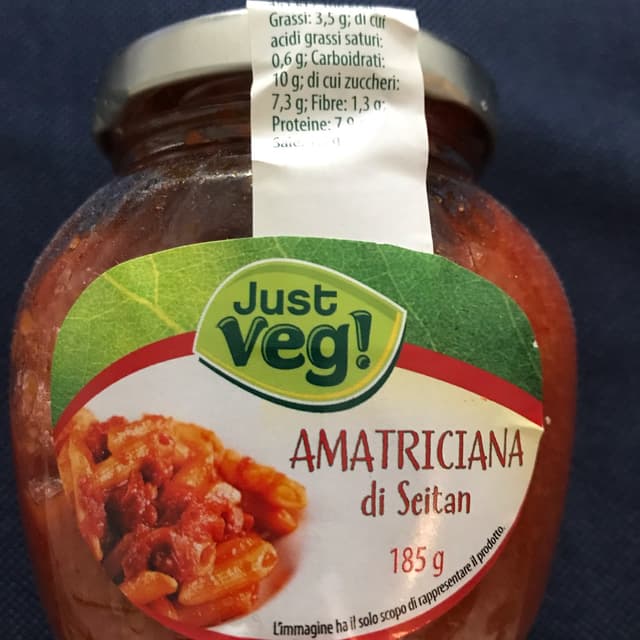 Grassi: 3,5 g; di cui
acidi grassi saturi:
0,6 g; Carboidrati:
10 g; di cui zuccheri:
7,3 g; Fibre: 1,3 g;
Proteine:
Just
veg!
AMATRICIANA
di Seitan
185 g
L'immagine ha il solo scopo di rappresentare il prodotto.